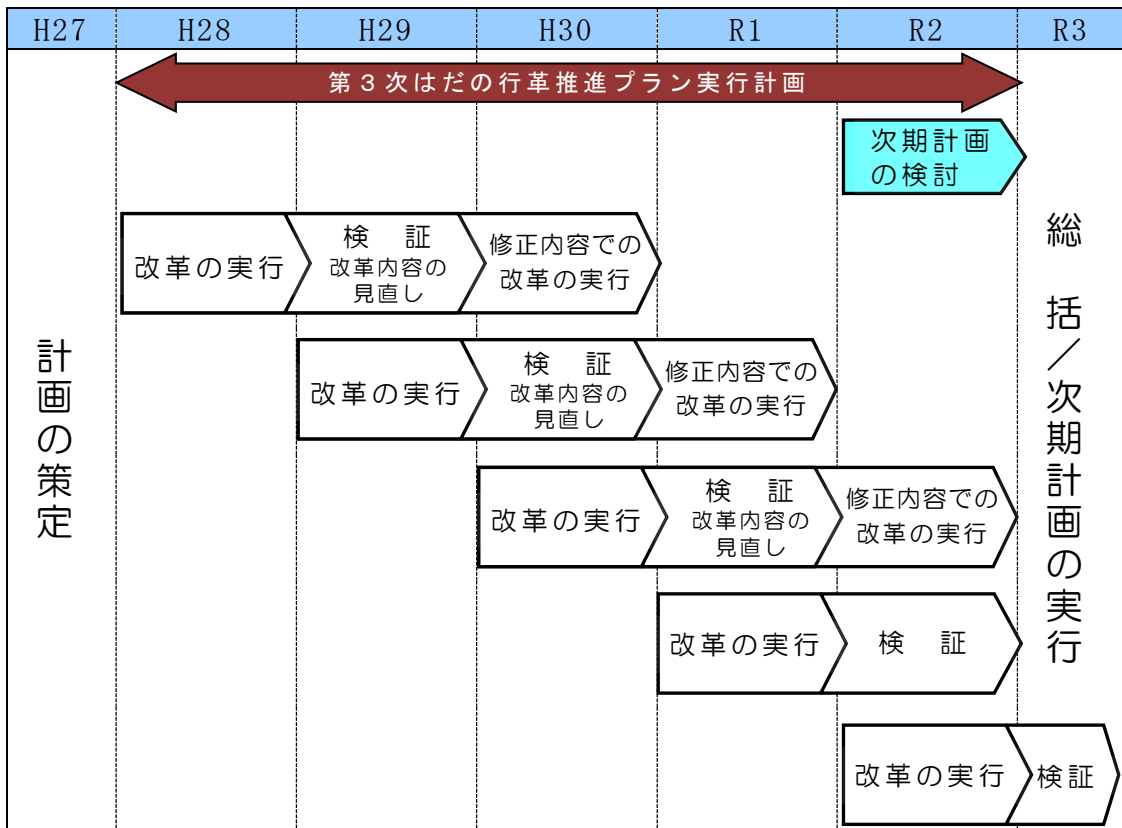 H27 H28 H29 H30 R1 R2 R3
第3次はだの行革推進プラン実行計画
次期計画
の検討
計画の策定
改革の実行
検 証
改革内容の
見直し
修正内容での
改革の実行
改革の実行
検 証
改革内容の
見直し
修正内容での
改革の実行
改革の実行
検 証
改革内容の
見直し
修正内容での
改革の実行
改革の実行
検 証
改革の実行
検証
総 括/次期計画の実行